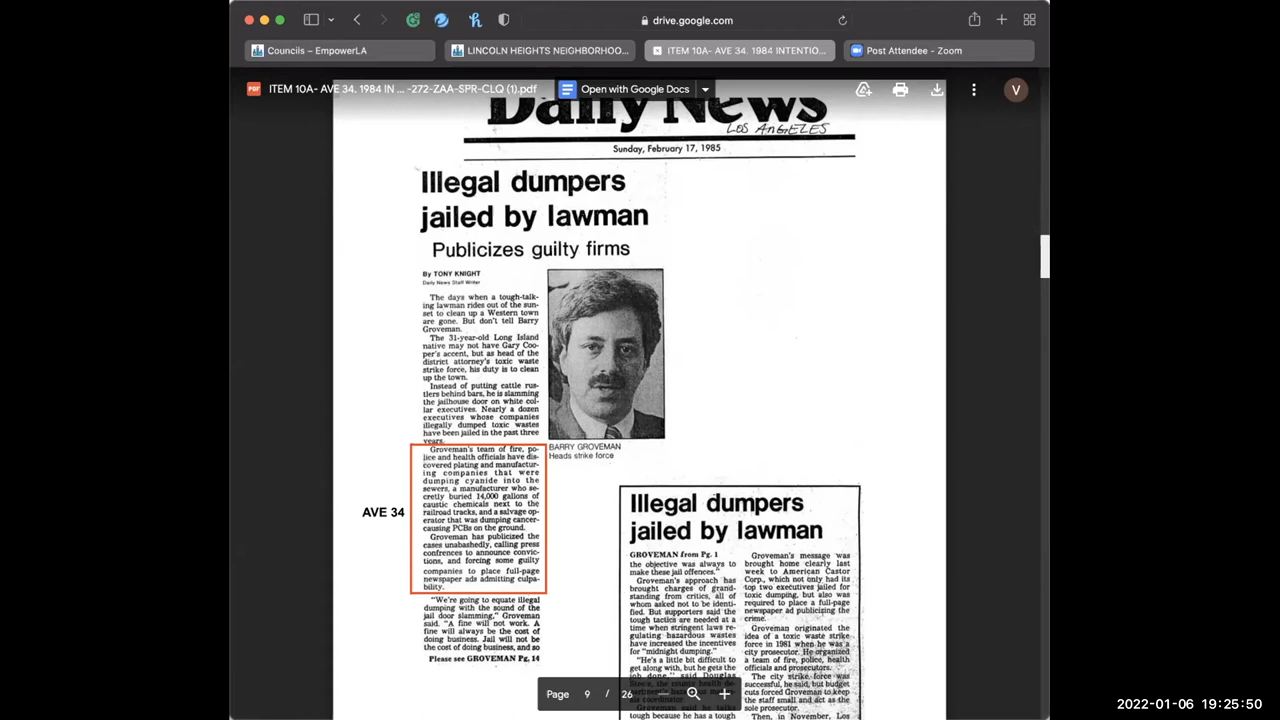 drive.google.com
Councils — EmpowerLA
LINCOLN HEIGHTS NEIGHBORHOO...
ITEM 10A- AVE 34. 1984 INTENTIO...
Post Attendee - Zoom
PDF
ITEM 10A- AVE 34. 1984 IN ... -272-ZAA-SPR-CLQ (1).pdf
Open with Google Docs
V
Daily News
LOS ANGELES
Sunday, February 17, 1985
Illegal dumpers
jailed by lawman
Publicizes guilty firms
By TONY KNIGHT
Daily News Staff Writer
The days when a tough-talk-
ing lawman rides out of the sun-
set to clean up a Western town
are gone. But don't tell Barry
Groveman.
The 31-year-old Long Island
native may not have Gary Coo-
per's accent, but as head of the
district attorney's toxic waste
strike force, his duty is to clean
up the town.
Instead of putting cattle rus-
tlers behind bars, he is slamming
the jailhouse door on white col-
lar executives. Nearly a dozen
executives whose companies
illegally dumped toxic wastes
have been jailed in the past three
years.
Groveman's team of fire, po-
lice and health officials have dis-
covered plating and manufactur-
ing companies that were
dumping cyanide into the
sewers, a manufacturer who se-
cretly buried 14,000 gallons of
caustic chemicals next to the
railroad tracks, and a salvage op-
erator that was dumping cancer-
causing PCBs on the ground.
Groveman has publicized the
cases unabashedly, calling press
confrences to announce convic-
tions, and forcing some guilty
companies to place full-page
newspaper ads admitting culpa-
bility.
AVE 34
"We're going to equate illegal
dumping with the sound of the
jail door slamming," Groveman
said. "A fine will not work. A
fine will always be the cost of
doing business. Jail will not be
the cost of doing business, and so
Please see GROVEMAN Pg, 14
BARRY GROVEMAN
Heads strike force
Illegal dumpers
jailed by lawman
GROVEMAN from Pg. 1
the objective was always to
make these jail offences."
Groveman's approach has
brought charges of grand-
standing from critics, all of
whom asked not to be identi-
fied. But supporters said the
tough tactics are needed at a
time when stringent laws re-
gulating hazardous wastes
have increased the incentives
for "midnight dumping."
"He's a little bit difficult to
get along with, but he gets the
job done," said Douglas
tough because he has a tough
Groveman's message was
brought home clearly last
week to American Castor
Corp., which not only had its
top two executives jailed for
toxic dumping, but also was
required to place a full-page
newspaper ad publicizing the
crime.
Groveman originated the
idea of a toxic waste strike
force in 1981 when he was a
city prosecutor. He organized
a team of fire, police, health
officials and prosecutors.
The city strike force was
successful, he said, but budget
cuts forced Groveman to keep
the staff small and act as the
sole prosecutor.
Then, in November, Los
Page 9 / 26
2022-01-06 19:25:50